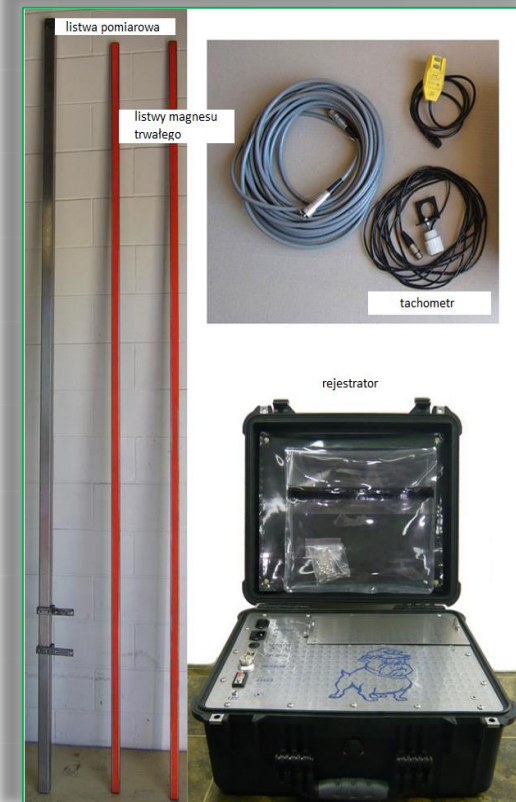 listwa pomiarowa
listwy magnesu
trwałego
tachometr
rejestrator